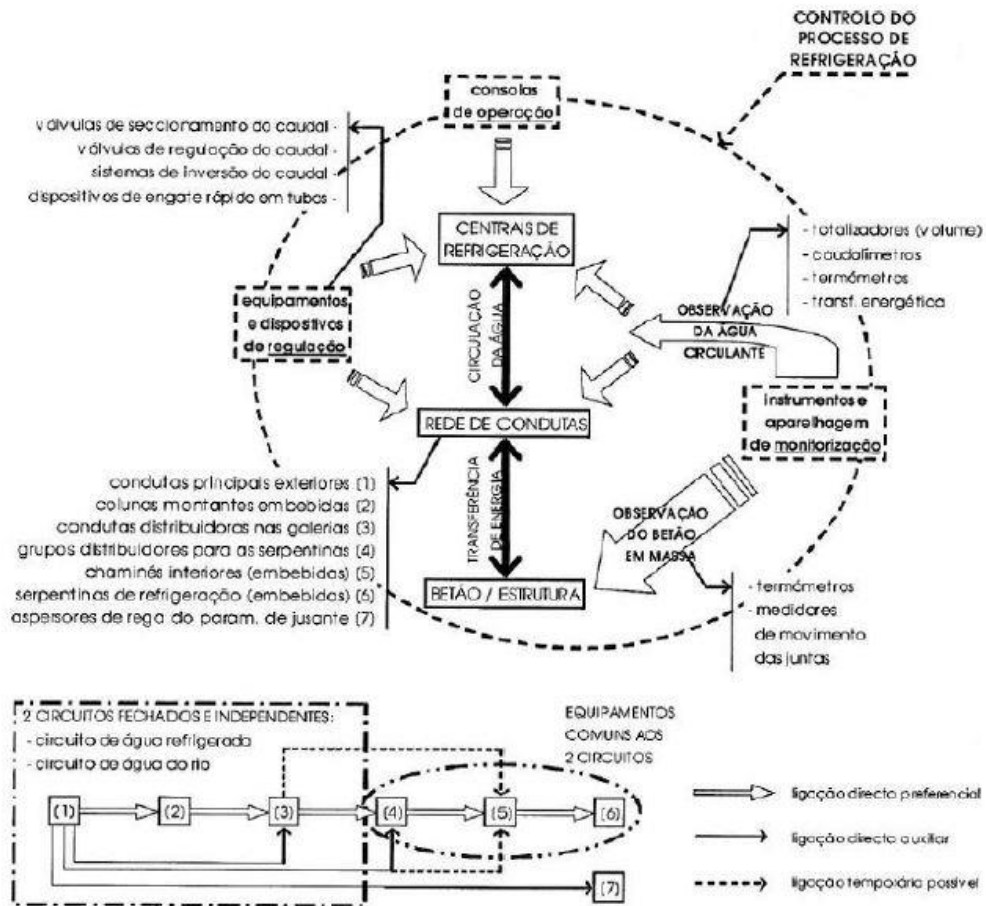 CONTROLO DO
PROCESSO DE
REFRIGERAÇÃO
consolas
de operação
válvulas de seccionamento do caudal -
válvulas de regulação do caudal -
sistemas de inversão do caudal -
dispositivos de engate rápido em tubos -
CENTRAIS DE
REFRIGERAÇÃO
- totalizadores (volume)
- caudalímetros
- termómetros
- transf. energética
equipamentos
e dispositivos
de regulação
CIRCULAÇÃO
DA ÁGUA
OBSERVAÇÃO
DA ÁGUA
CIRCULANTE
instrumentos e
aparelhagem
de monitorização
REDE DE CONDUTAS
condutas principais exteriores (1)
colunas montantes embebidas (2)
condutas distribuidoras nas galerias (3)
grupos distribuidores para as serpentinas (4)
chaminés interiores (embebidas) (5)
serpentinas de refrigeração (embebidas) (6)
aspersores de rega do param. de jusante (7)
TRANSFERÊNCIA
DE ENERGIA
OBSERVAÇÃO
DO BETÃO
EM MASSA
BETÃO / ESTRUTURA
- termómetros
- medidores
de movimento
das juntas
2 CIRCUITOS FECHADOS E INDEPENDENTES:
- circuito de água refrigerada
- circuito de água do rio
EQUIPAMENTOS
COMUNS AOS
2 CIRCUITOS
(1) (2) (3) (4) (5) (6)
(7)
ligação directa preferencial
ligação directa auxiliar
ligação temporária possível